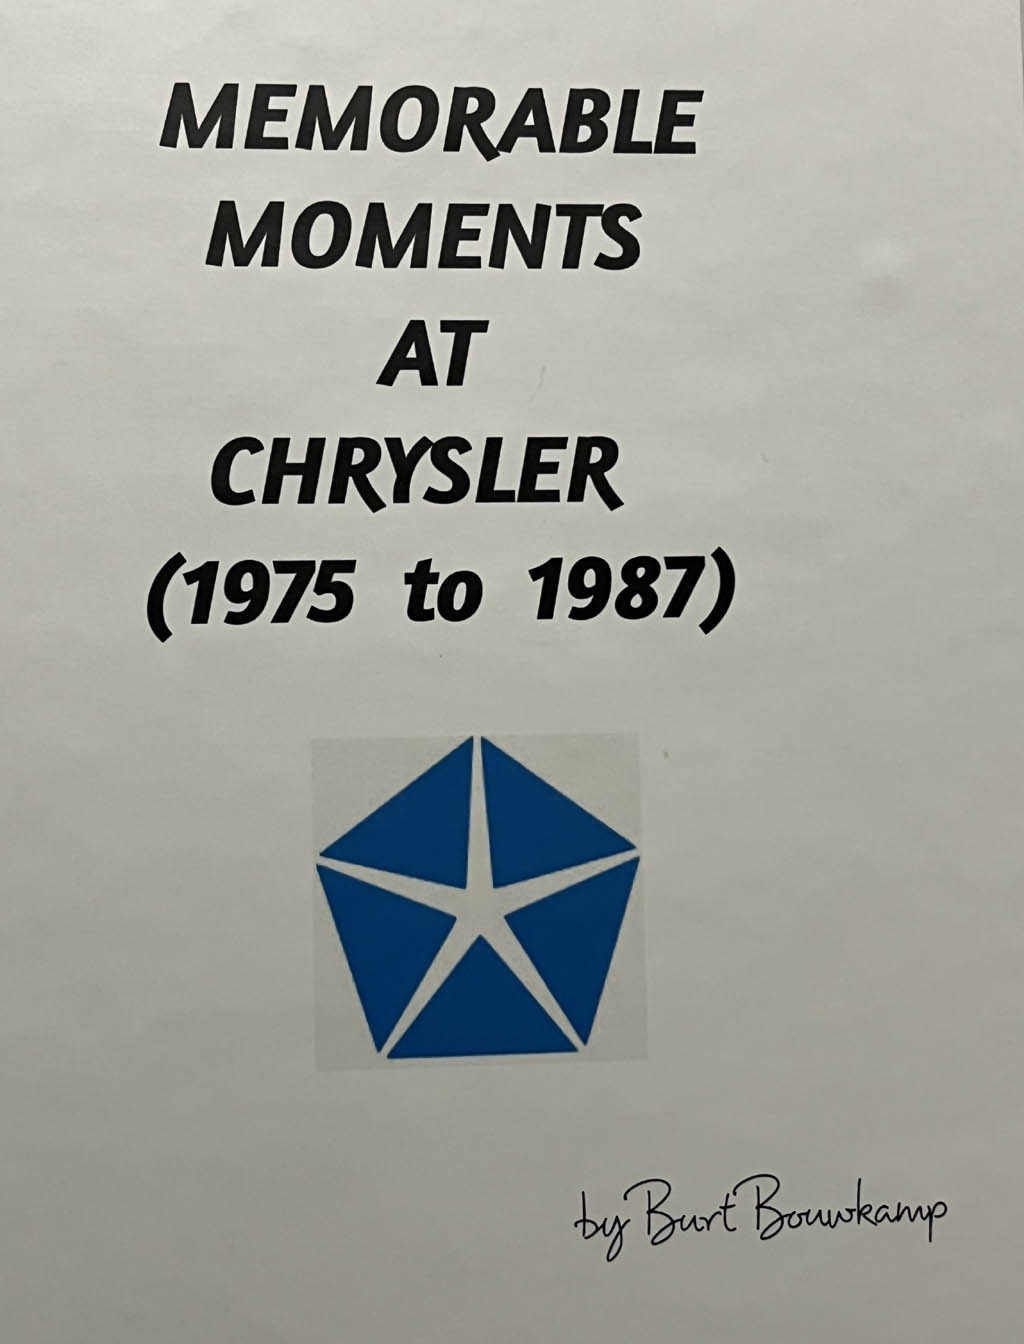 MEMORABLE
MOMENTS
AT
CHRYSLER
(1975 to 1987)
by Burt Bouwkamp